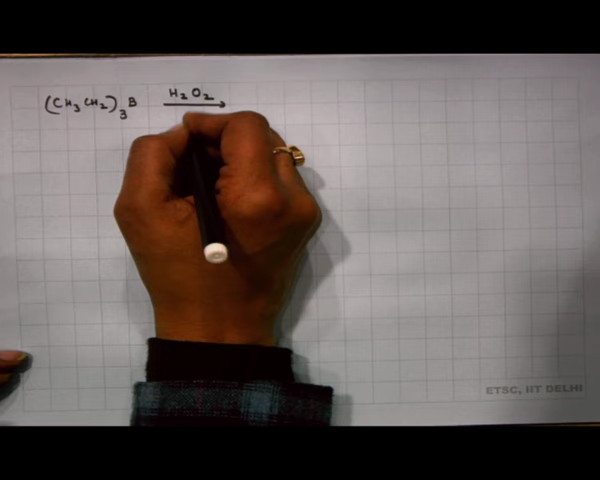 (CH₃CH₂)₃B H₂O₂ →
ETSC, IIT DELHI